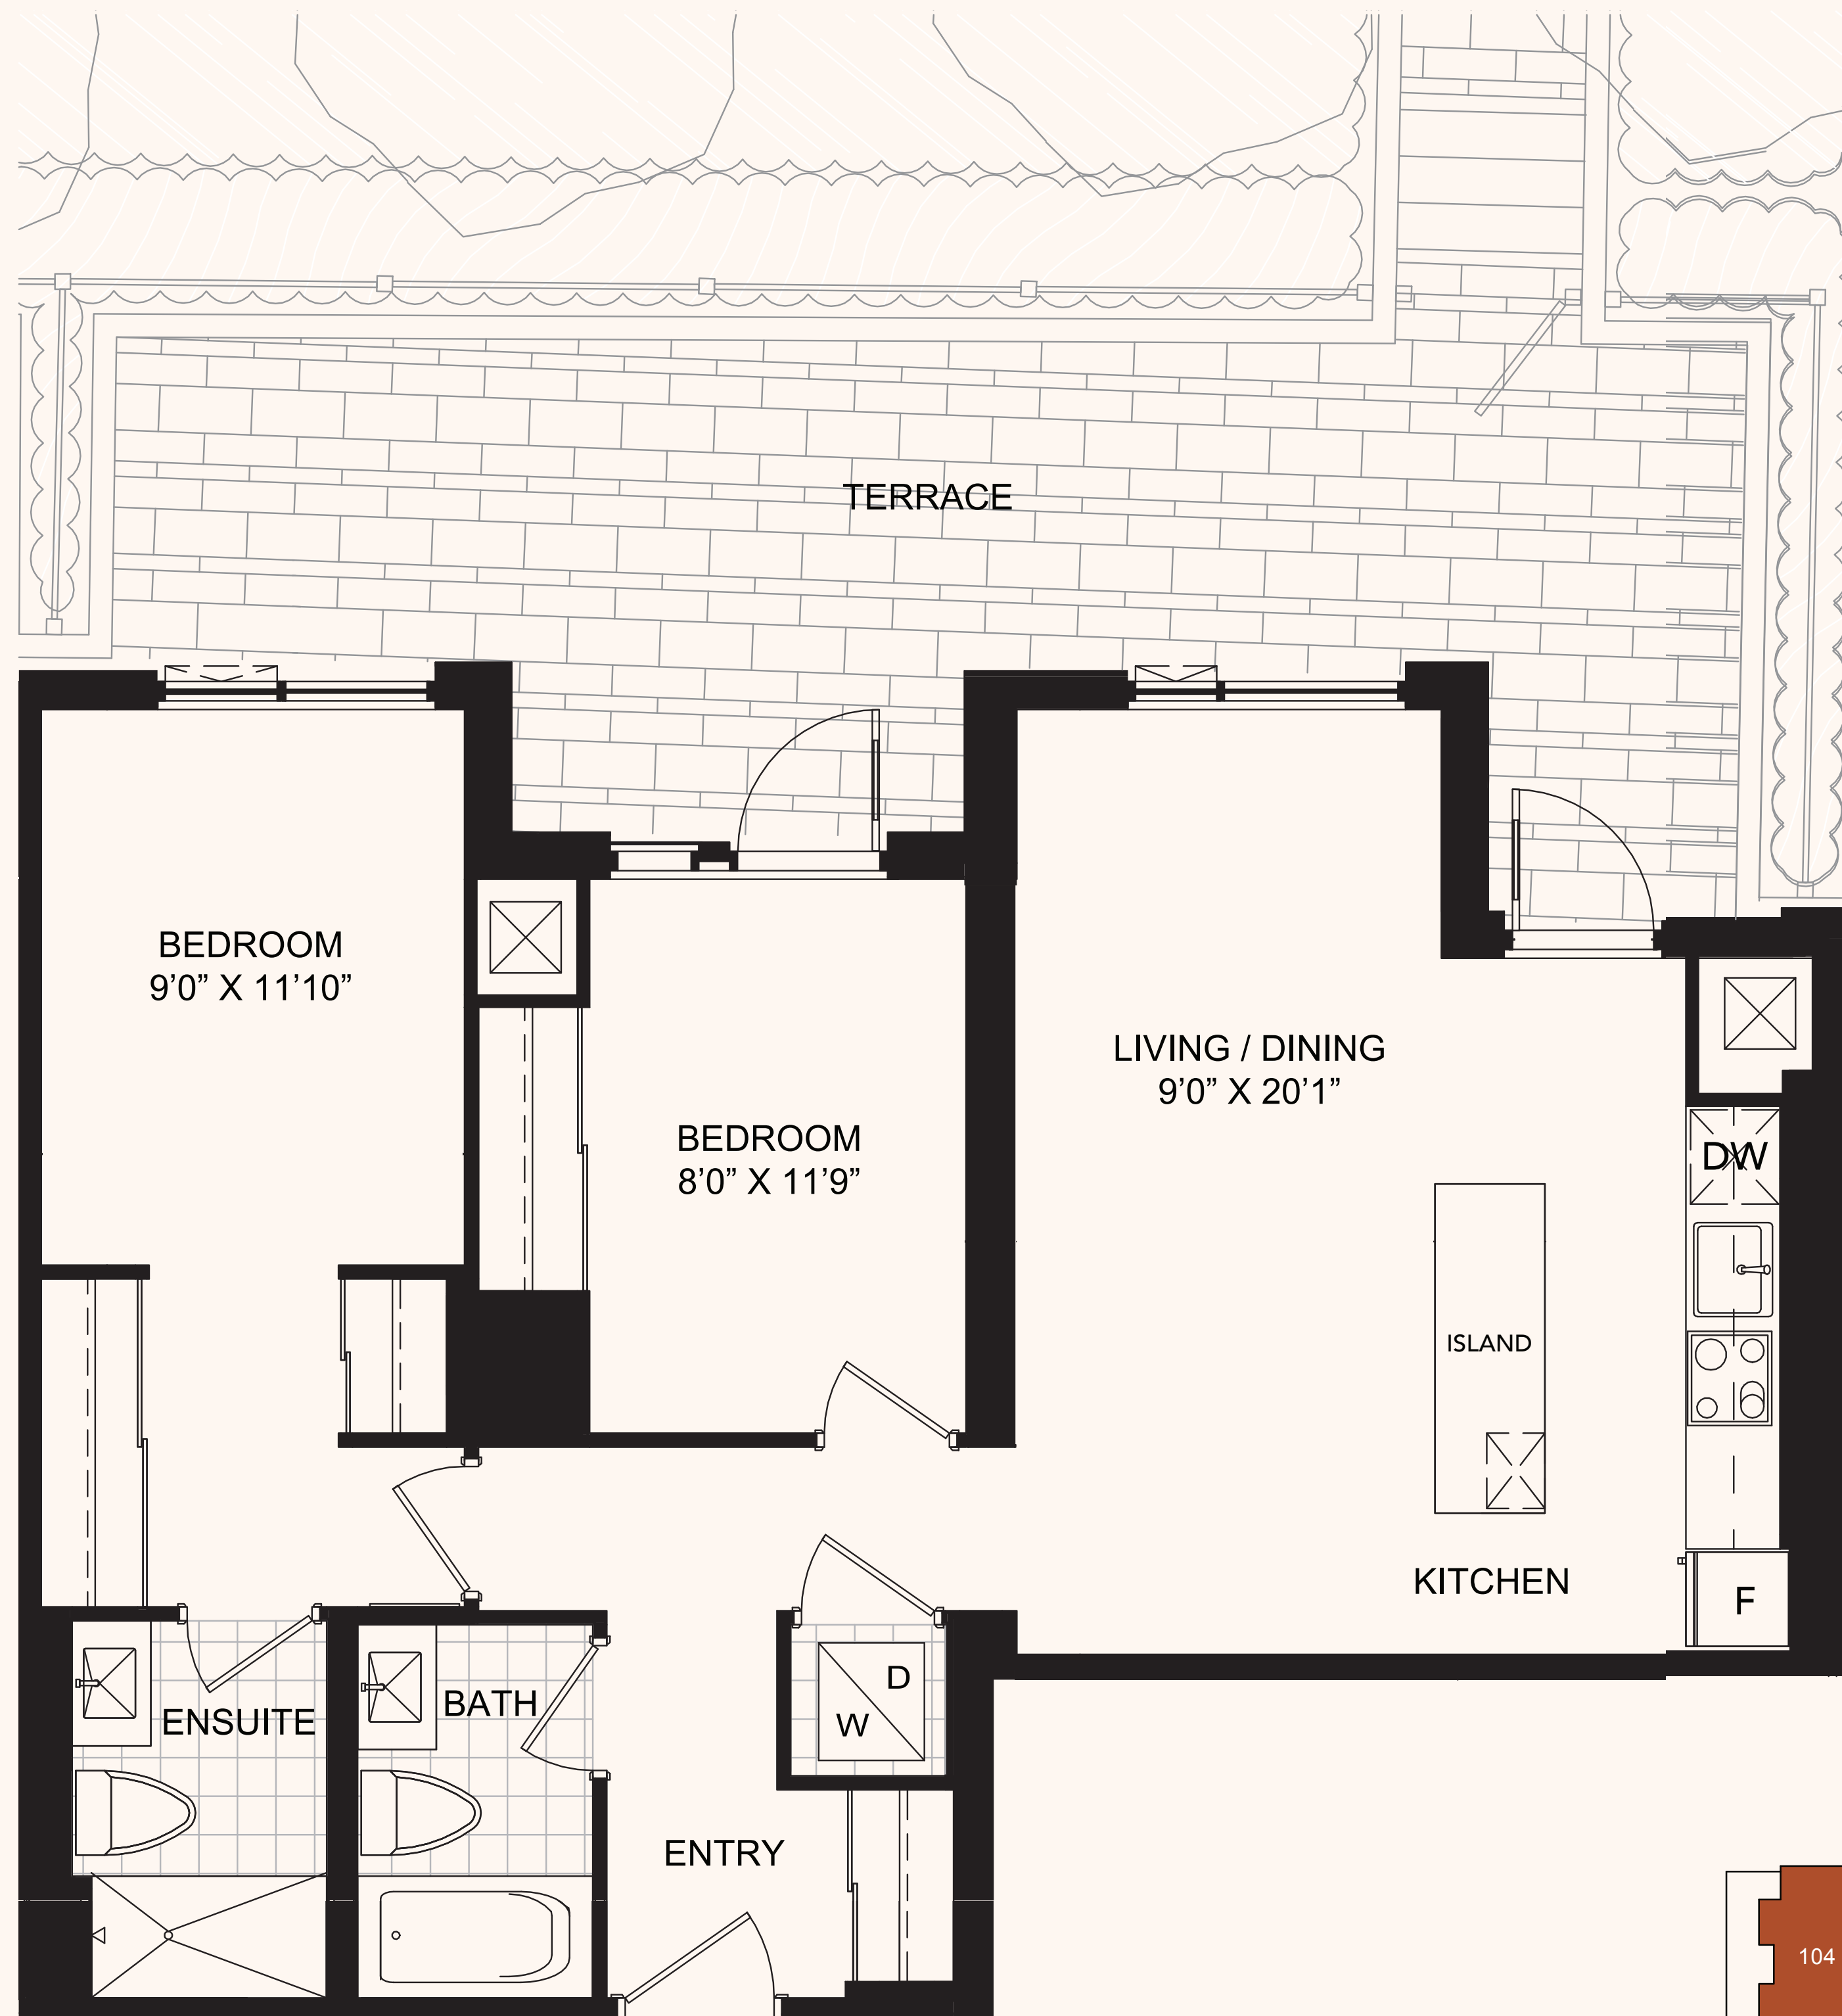 TERRACE
BEDROOM
9’0” X 11’10”
LIVING / DINING
9’0” X 20’1”
BEDROOM
8’0” X 11’9”
DW
ISLAND
KITCHEN
F
ENSUITE
BATH
D
W
ENTRY
104